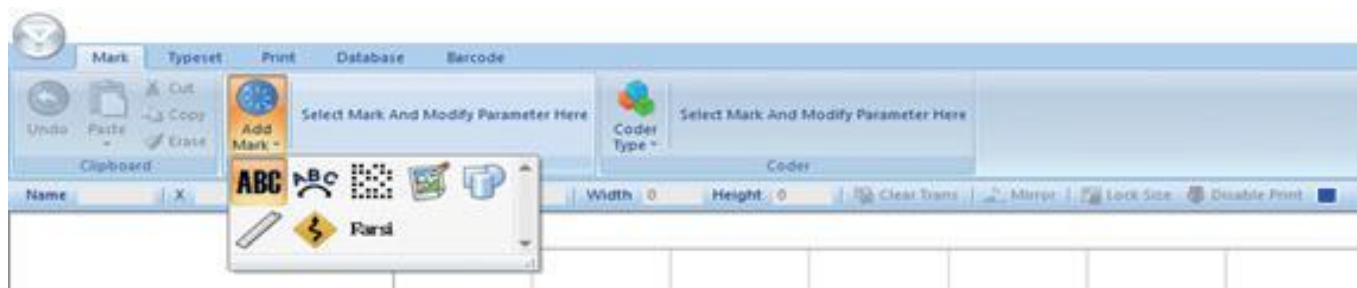 Mark Typeset Print Database Barcode
Undo
Paste
Cut
Copy
Erase
Clipboard
Add
Mark
Select Mark And Modify Parameter Here
Coder
Type
Select Mark And Modify Parameter Here
Coder
ABC
ABC
Farsi
Name X Width 0 Height 0 Clear Trans Mirror Lock Size Disable Print